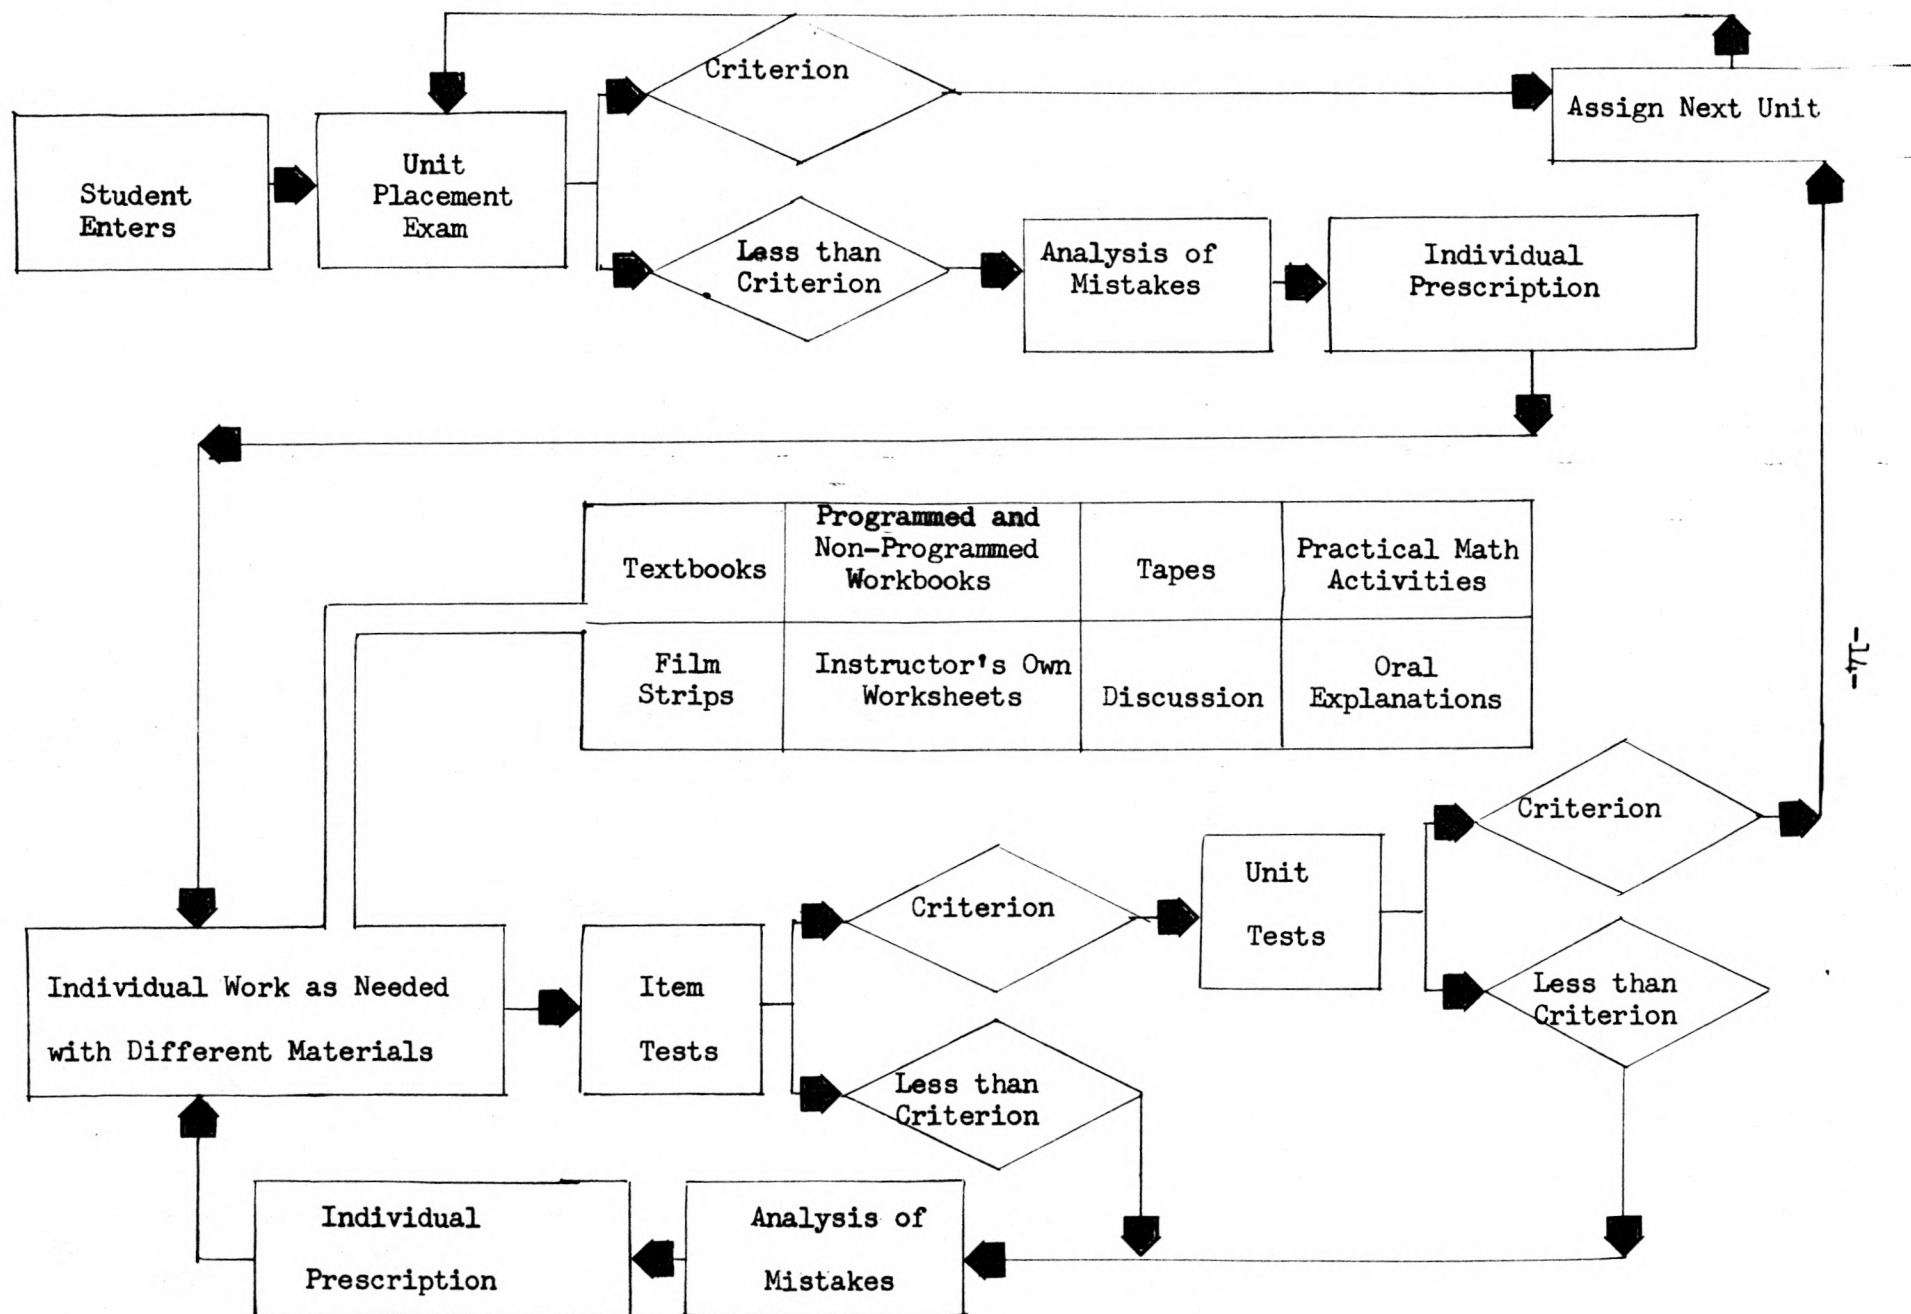 Criterion
Assign Next Unit
Student
Enters
Unit
Placement
Exam
Less than
Criterion
Analysis of
Mistakes
Individual
Prescription
Textbooks
Programmed and
Non-Programmed
Workbooks
Tapes
Practical Math
Activities
Film
Strips
Instructor's Own
Worksheets
Discussion
Oral
Explanations
-14-
Criterion
Less than
Criterion
Unit
Tests
Criterion
Individual Work as Needed
with Different Materials
Item
Tests
Less than
Criterion
Individual
Prescription
Analysis of
Mistakes